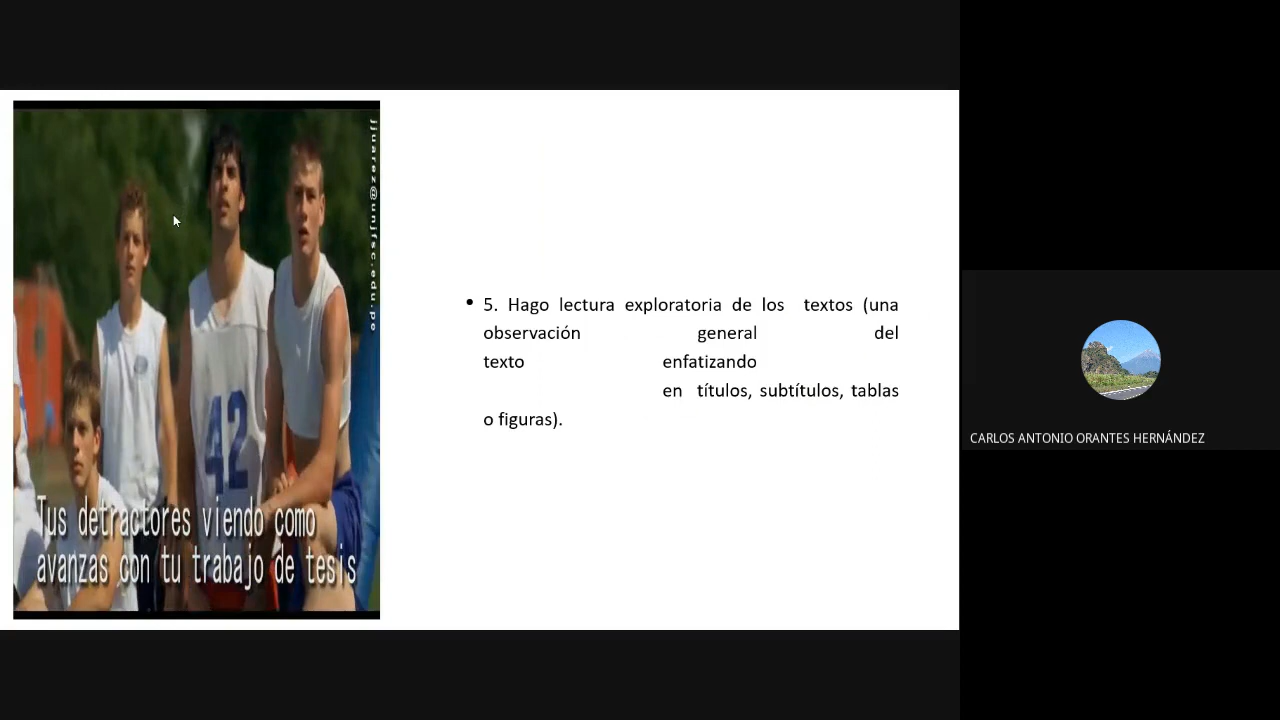 jjuarez@unjfsc.edu.pe
42
Tus detractores viendo como
avanzas con tu trabajo de tesis
• 5. Hago lectura exploratoria de los textos (una
observación general del
texto enfatizando
en títulos, subtítulos, tablas
o figuras).
CARLOS ANTONIO ORANTES HERNÁNDEZ